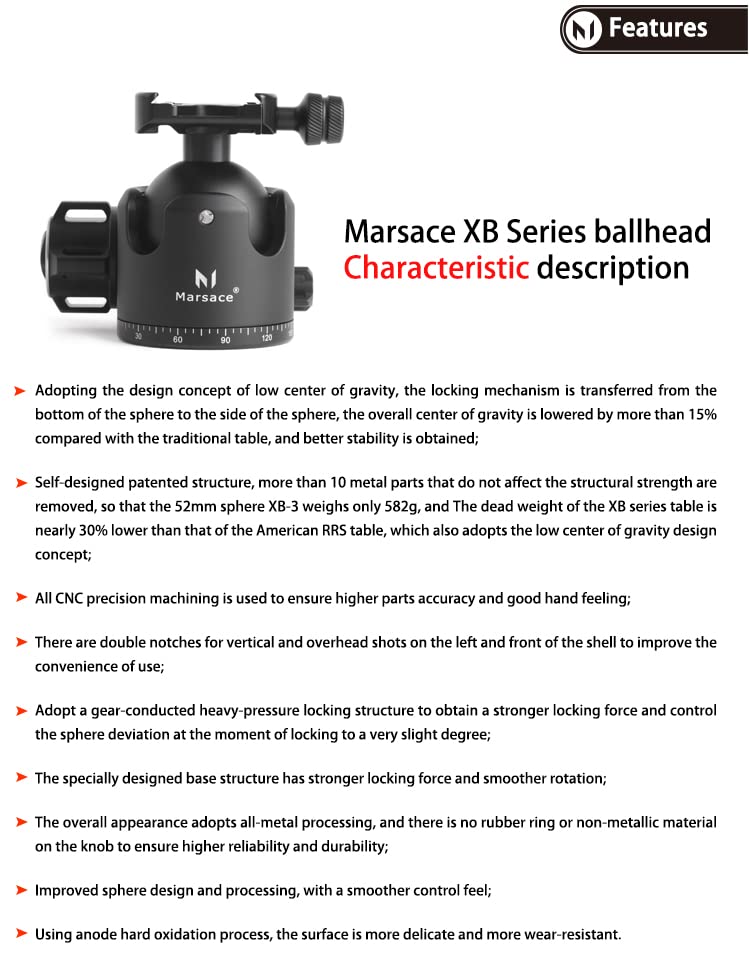 Features
Marsace®
30 60 90 120
Marsace XB Series ballhead
Characteristic description
Adopting the design concept of low center of gravity, the locking mechanism is transferred from the
bottom of the sphere to the side of the sphere, the overall center of gravity is lowered by more than 15%
compared with the traditional table, and better stability is obtained;
Self-designed patented structure, more than 10 metal parts that do not affect the structural strength are
removed, so that the 52mm sphere XB-3 weighs only 582g, and The dead weight of the XB series table is
nearly 30% lower than that of the American RRS table, which also adopts the low center of gravity design
concept;
All CNC precision machining is used to ensure higher parts accuracy and good hand feeling;
There are double notches for vertical and overhead shots on the left and front of the shell to improve the
convenience of use;
Adopt a gear-conducted heavy-pressure locking structure to obtain a stronger locking force and control
the sphere deviation at the moment of locking to a very slight degree;
The specially designed base structure has stronger locking force and smoother rotation;
The overall appearance adopts all-metal processing, and there is no rubber ring or non-metallic material
on the knob to ensure higher reliability and durability;
Improved sphere design and processing, with a smoother control feel;
Using anode hard oxidation process, the surface is more delicate and more wear-resistant.